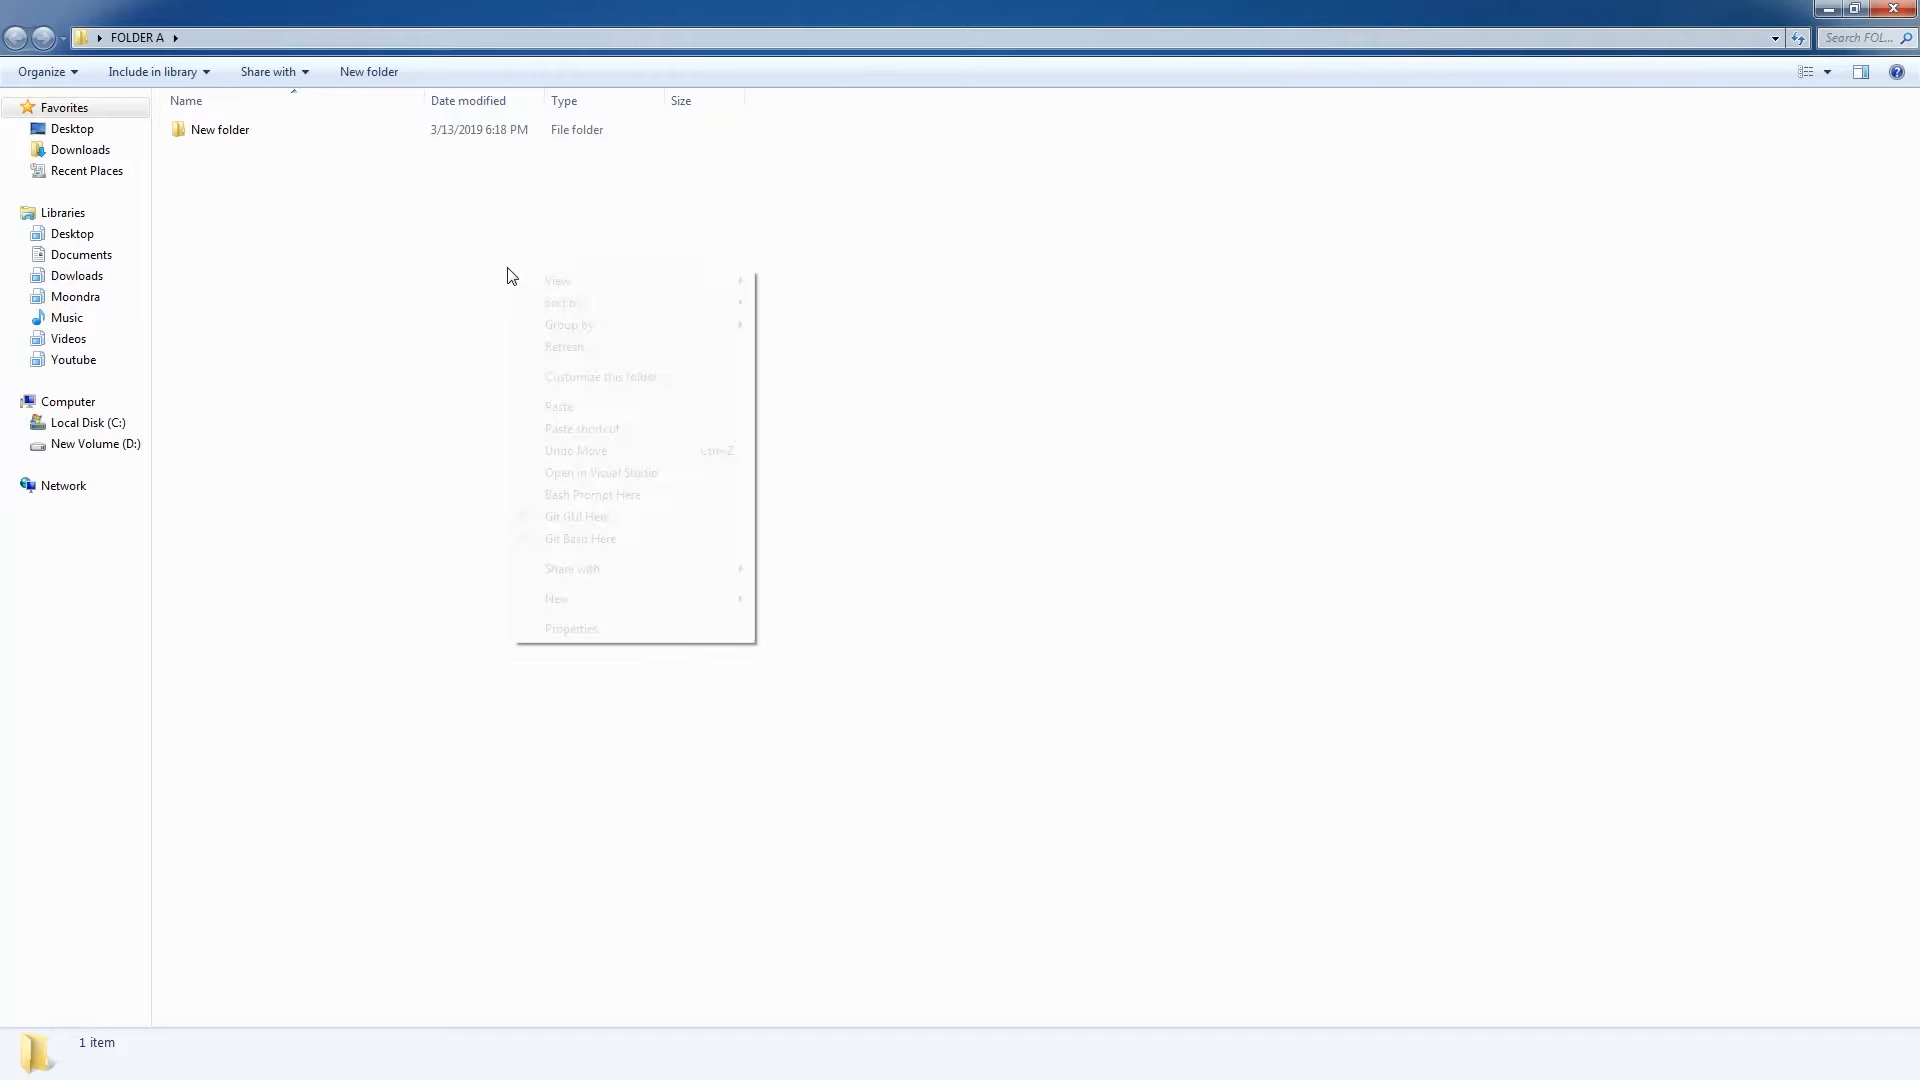 FOLDER A
Search FOL...
Organize
Include in library
Share with
New folder
Name
Date modified
Type
Size
New folder
3/13/2019 6:18 PM
File folder
Favorites
Desktop
Downloads
Recent Places
Libraries
Desktop
Documents
Dowloads
Moondra
Music
Videos
Youtube
Computer
Local Disk (C:)
New Volume (D:)
Network
View
Sort by
Group by
Refresh
Customize this folder
Paste
Paste shortcut
Undo Move
Ctrl+Z
Open in Visual Studio
Bash Prompt Here
Git GUI Here
Git Bash Here
Share with
New
Properties
1 item